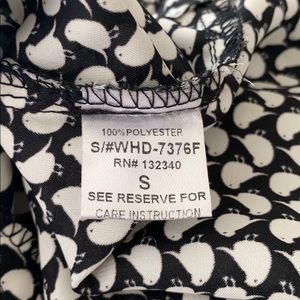 100%POLYESTER
S/#WHD-7376F
RN# 132340
S
SEE RESERVE FOR
CARE INSTRUCTION